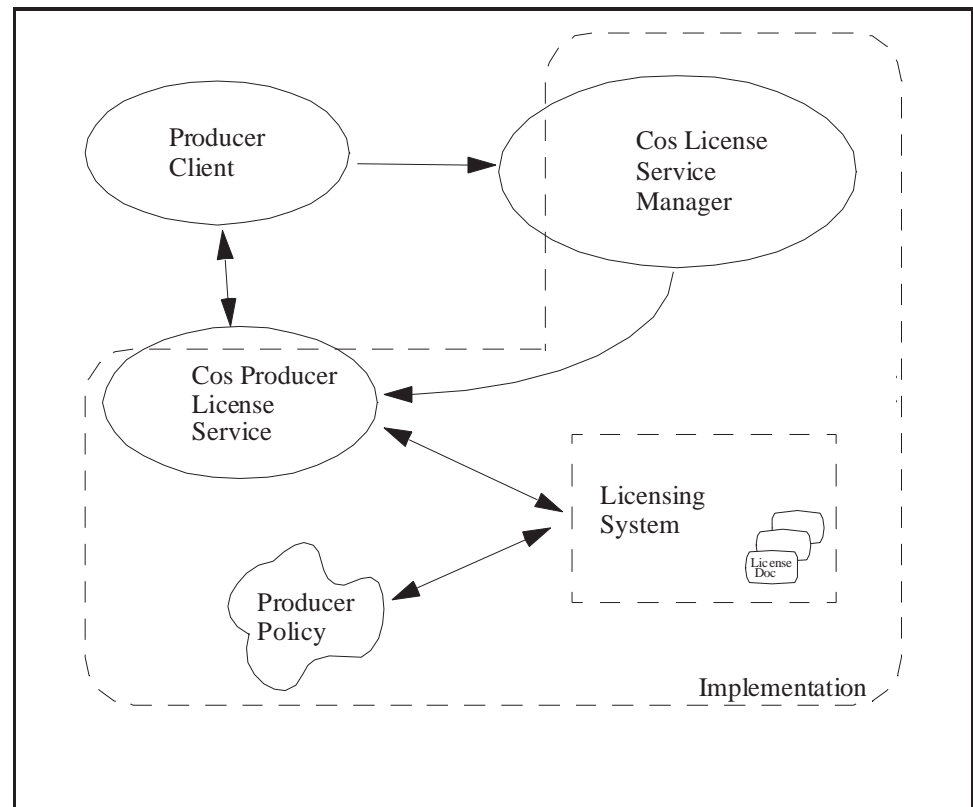 Producer
Client
Cos License
Service
Manager
Cos Producer
License
Service
Licensing
System
License
Doc
Producer
Policy
Implementation